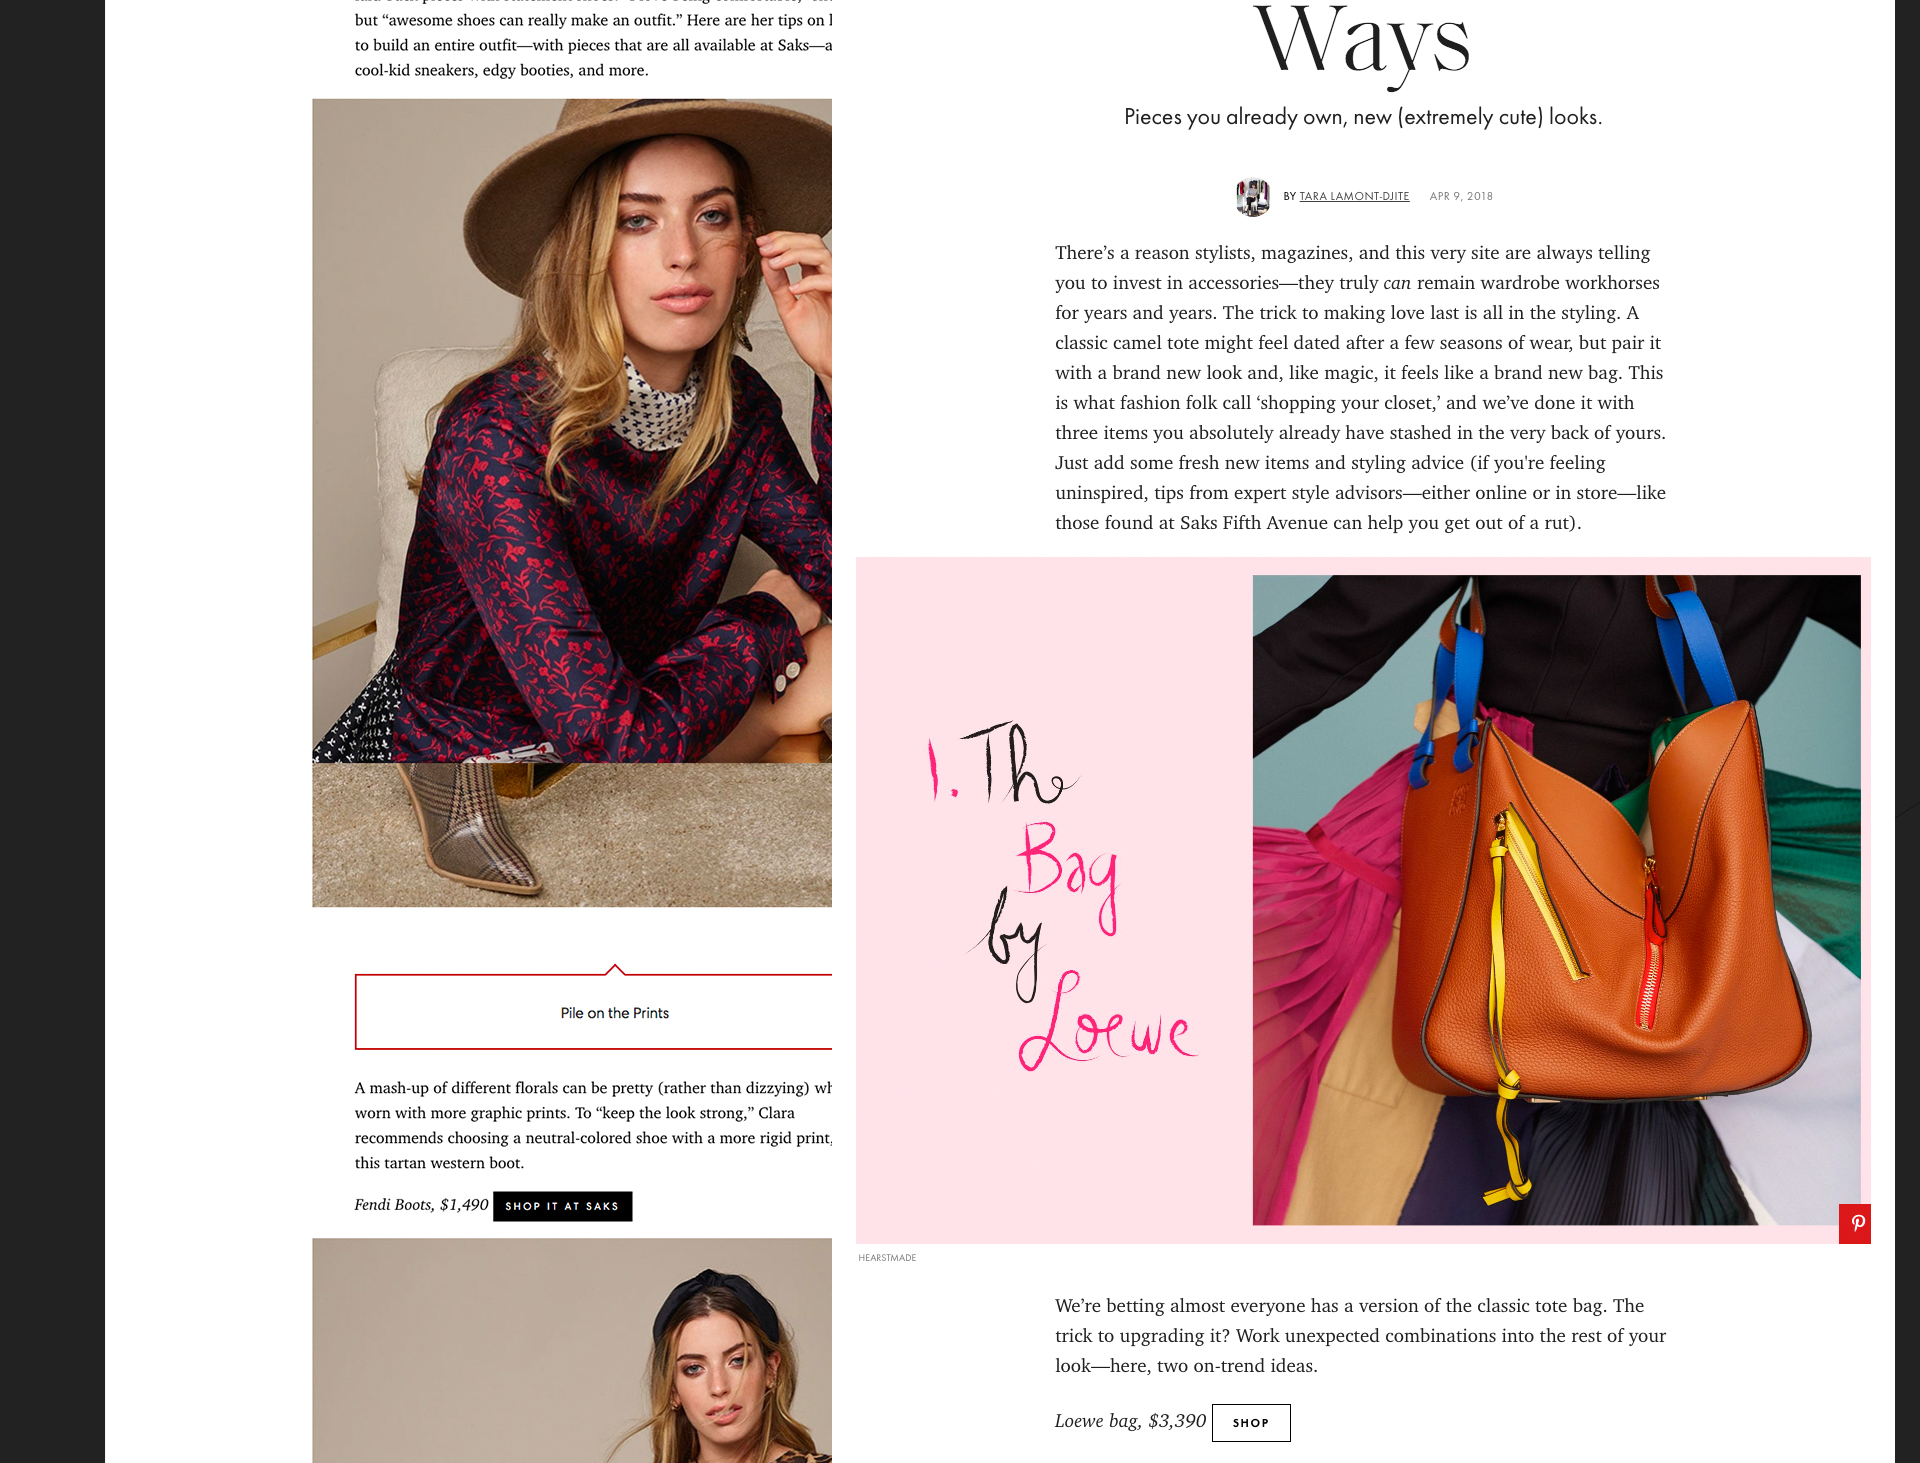 but “awesome shoes can really make an outfit.” Here are her tips on
to build an entire outfit—with pieces that are all available at Saks—a
cool-kid sneakers, edgy booties, and more.
Pile on the Prints
A mash-up of different florals can be pretty (rather than dizzying) wh
worn with more graphic prints. To “keep the look strong,” Clara
recommends choosing a neutral-colored shoe with a more rigid print,
this tartan western boot.
Fendi Boots, $1,490 SHOP IT AT SAKS
Ways
Pieces you already own, new (extremely cute) looks.
BY TARA LAMONT-DJITE APR 9, 2018
There’s a reason stylists, magazines, and this very site are always telling
you to invest in accessories—they truly can remain wardrobe workhorses
for years and years. The trick to making love last is all in the styling. A
classic camel tote might feel dated after a few seasons of wear, but pair it
with a brand new look and, like magic, it feels like a brand new bag. This
is what fashion folk call ‘shopping your closet,’ and we’ve done it with
three items you absolutely already have stashed in the very back of yours.
Just add some fresh new items and styling advice (if you're feeling
uninspired, tips from expert style advisors—either online or in store—like
those found at Saks Fifth Avenue can help you get out of a rut).
1. The
Bag
by
Loewe
HEARSTMADE
We’re betting almost everyone has a version of the classic tote bag. The
trick to upgrading it? Work unexpected combinations into the rest of your
look—here, two on-trend ideas.
Loewe bag, $3,390 SHOP